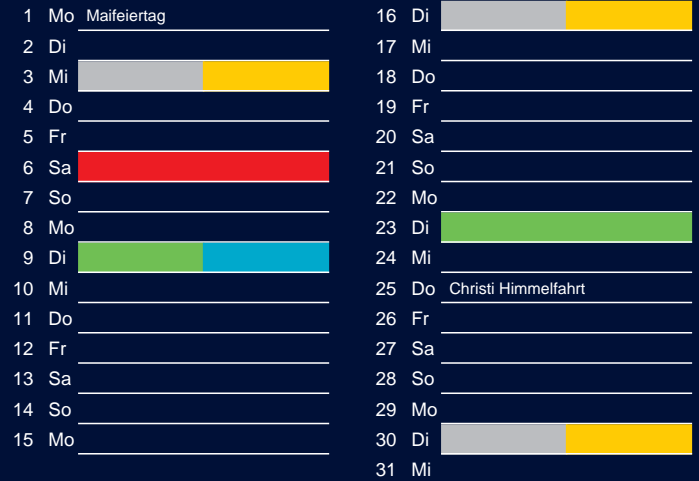 1 Mo Maifeiertag
2 Di
3 Mi
4 Do
5 Fr
6 Sa
7 So
8 Mo
9 Di
10 Mi
11 Do
12 Fr
13 Sa
14 So
15 Mo
16 Di
17 Mi
18 Do
19 Fr
20 Sa
21 So
22 Mo
23 Di
24 Mi
25 Do Christi Himmelfahrt
26 Fr
27 Sa
28 So
29 Mo
30 Di
31 Mi